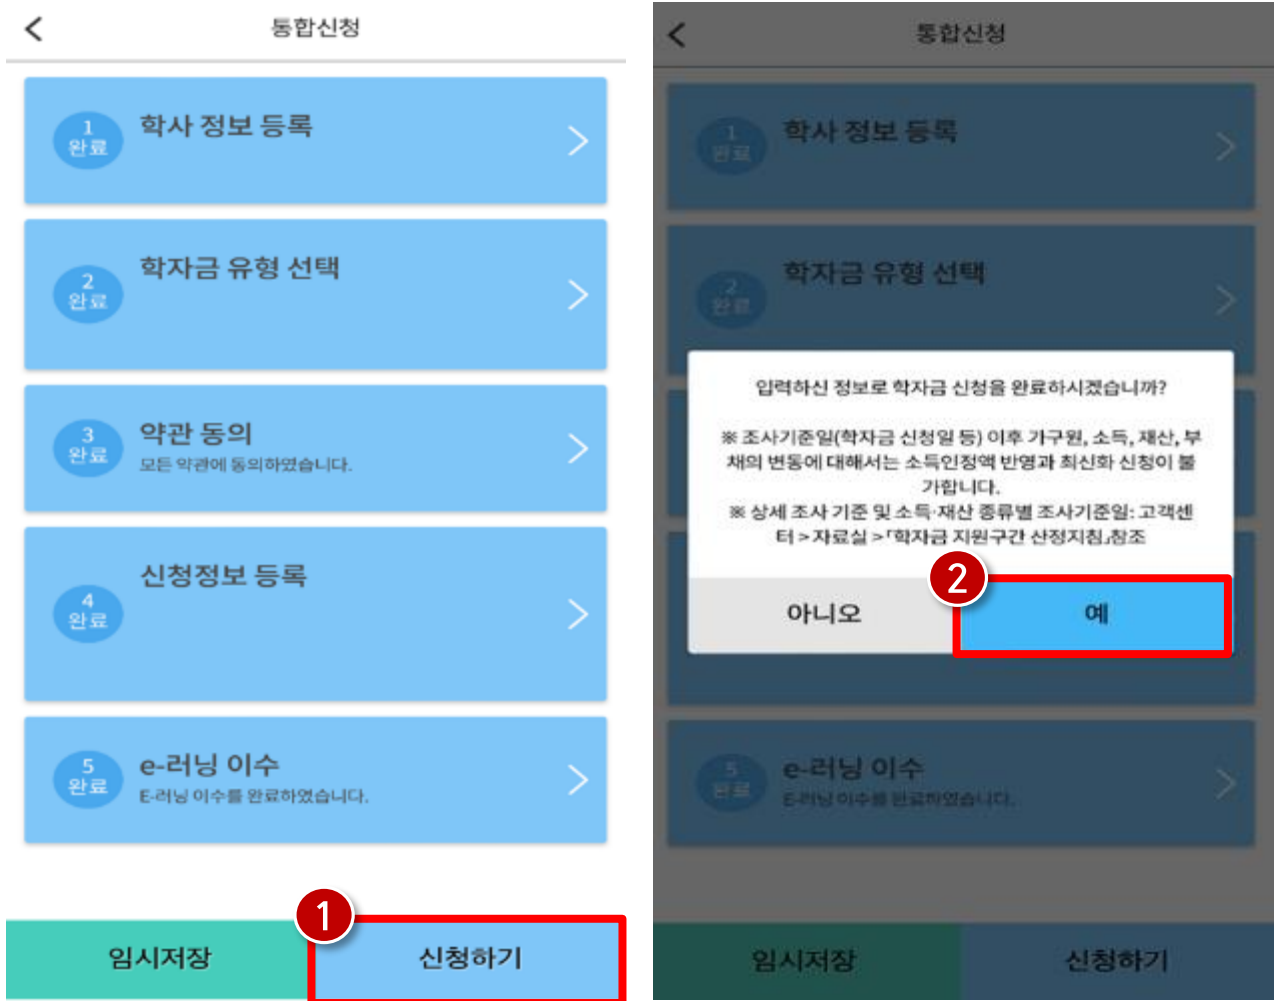 통합신청
1
완료
학사 정보 등록
2
완료
학자금 유형 선택
3
완료
약관 동의
모든 약관에 동의하였습니다.
4
완료
신청정보 등록
5
완료
e-러닝 이수
E-러닝 이수를 완료하였습니다.
1
임시저장
신청하기
통합신청
1
완료
학사 정보 등록
2
완료
학자금 유형 선택
입력하신 정보로 학자금 신청을 완료하시겠습니까?
※ 조사기준일(학자금 신청일 등) 이후 가구원, 소득, 재산, 부
채의 변동에 대해서는 소득인정액 반영과 최신화 신청이 불
가합니다.
※ 상세 조사 기준 및 소득·재산 종류별 조사기준일: 고객센
터 > 자료실 >「학자금 지원구간 산정지침」참조
2
아니오
예
5
완료
e-러닝 이수
E-러닝 이수를 완료하였습니다.
임시저장
신청하기